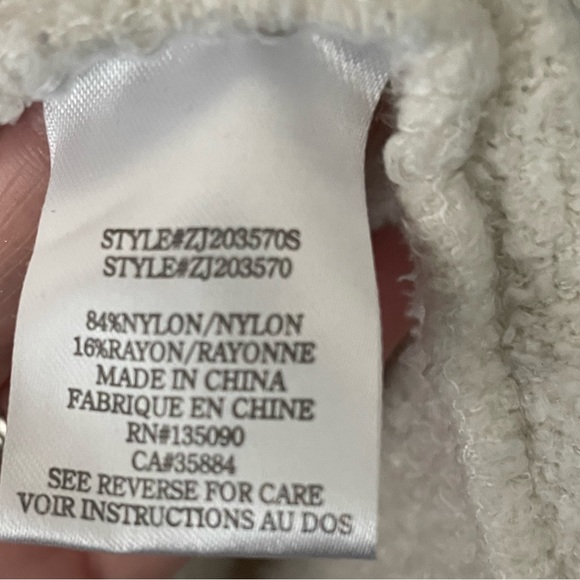 STYLE#ZJ203570S
STYLE#ZJ203570
84%NYLON/NYLON
16%RAYON/RAYONNE
MADE IN CHINA
FABRIQUE EN CHINE
RN#135090
CA#35884
SEE REVERSE FOR CARE
VOIR INSTRUCTIONS AU DOS